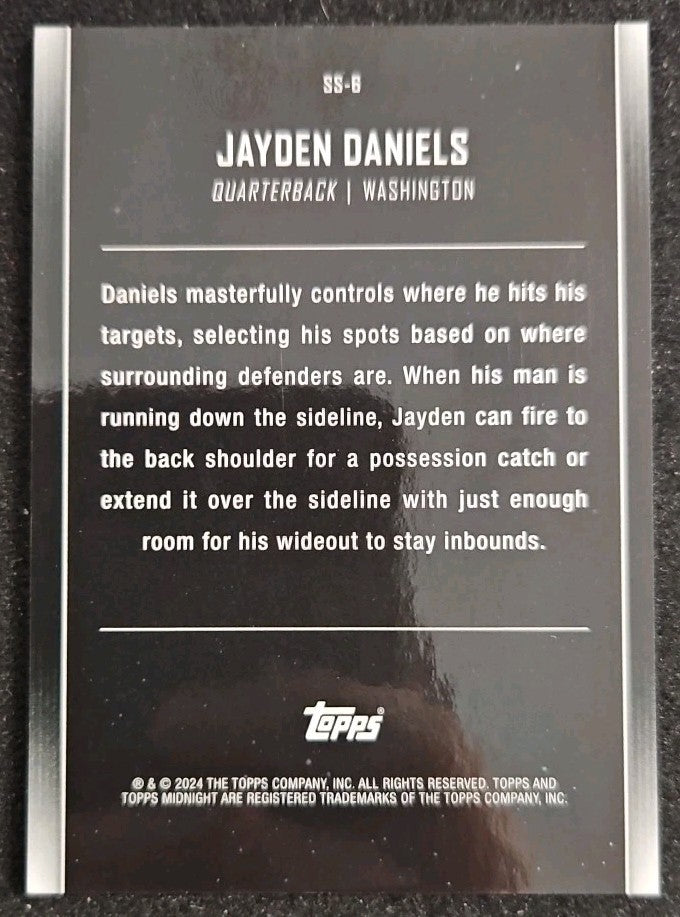 SS-6
JAYDEN DANIELS
QUARTERBACK | WASHINGTON
Daniels masterfully controls where he hits his
targets, selecting his spots based on where
surrounding defenders are. When his man is
running down the sideline, Jayden can fire to
the back shoulder for a possession catch or
extend it over the sideline with just enough
room for his wideout to stay inbounds.
Topps®
® & © 2024 THE TOPPS COMPANY, INC. ALL RIGHTS RESERVED. TOPPS AND
TOPPS MIDNIGHT ARE REGISTERED TRADEMARKS OF THE TOPPS COMPANY, INC.